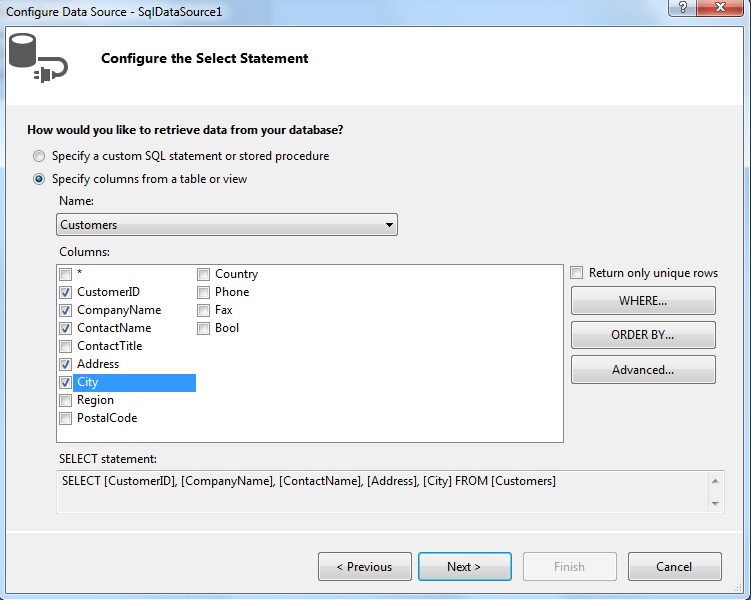 Configure Data Source - SqlDataSource1
?
Configure the Select Statement
How would you like to retrieve data from your database?
Specify a custom SQL statement or stored procedure
Specify columns from a table or view
Name:
Customers
Columns:
*
CustomerID
CompanyName
ContactName
ContactTitle
Address
City
Region
PostalCode
Country
Phone
Fax
Bool
Return only unique rows
WHERE...
ORDER BY...
Advanced...
SELECT statement:
SELECT [CustomerID], [CompanyName], [ContactName], [Address], [City] FROM [Customers]
< Previous
Next >
Finish
Cancel